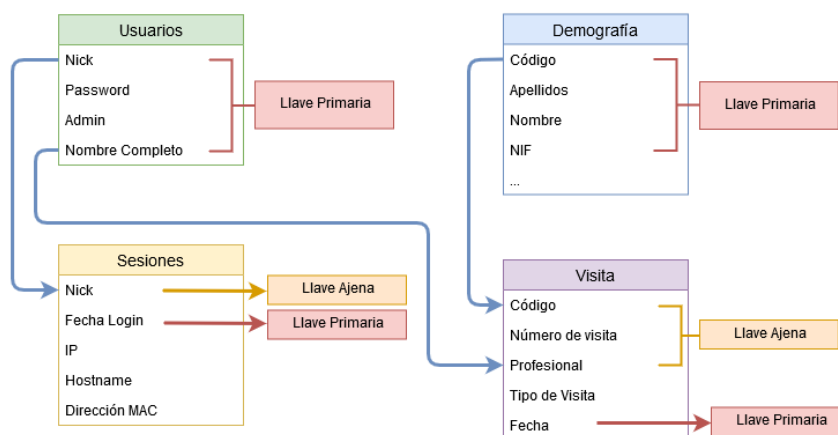 Usuarios
Nick
Password
Admin
Nombre Completo
Llave Primaria
Demografía
Código
Apellidos
Nombre
NIF
...
Llave Primaria
Sesiones
Nick
Fecha Login
IP
Hostname
Dirección MAC
Llave Ajena
Llave Primaria
Visita
Código
Número de visita
Profesional
Tipo de Visita
Fecha
Llave Ajena
Llave Primaria